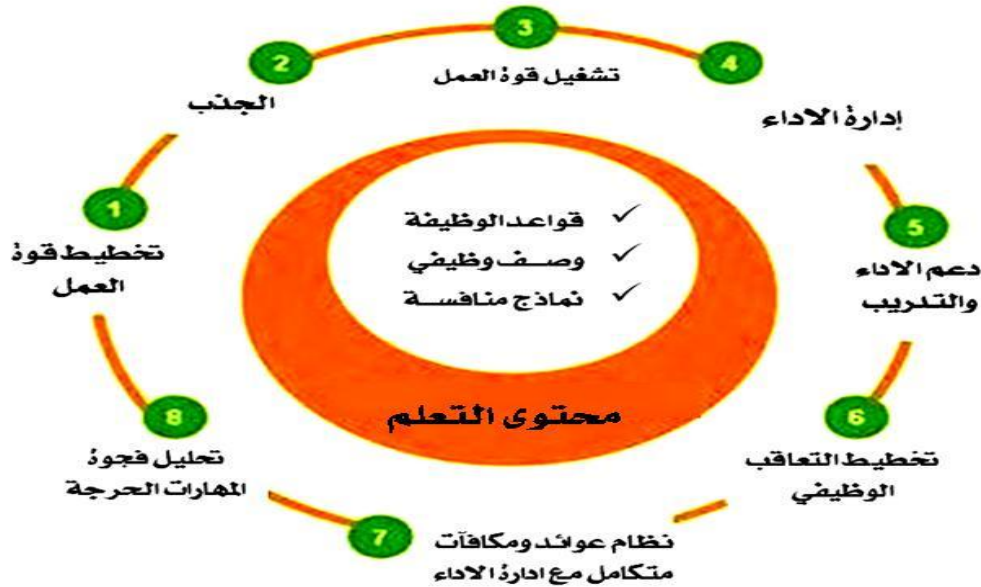 1
تخطيط قوة
العمل
2
الجذب
3
تشغيل قوة العمل
4
إدارة الاداء
5
دعم الاداء
والتدريب
6
تخطيط التعاقب
الوظيفي
7
نظام عوائد ومكافآت
متكامل مع ادارة الاداء
8
تحليل فجوة
المهارات الحرجة
✓ قواعد الوظيفة
✓ وصف وظيفي
✓ نماذج منافسة
محتوى التعلم